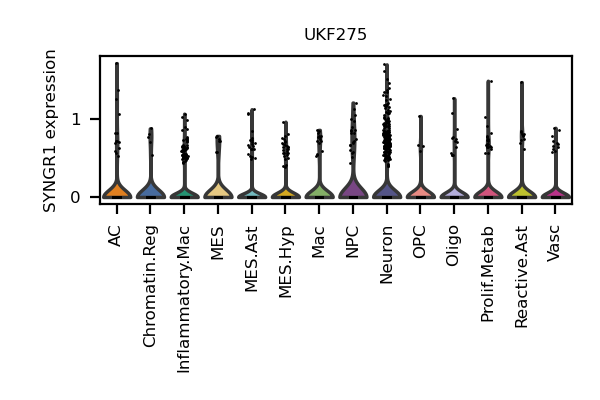 UKF275
SYNGR1 expression
1
0
AC
Chromatin.Reg
Inflammatory.Mac
MES
MES.Ast
MES.Hyp
Mac
NPC
Neuron
OPC
Oligo
Prolif.Metab
Reactive.Ast
Vasc